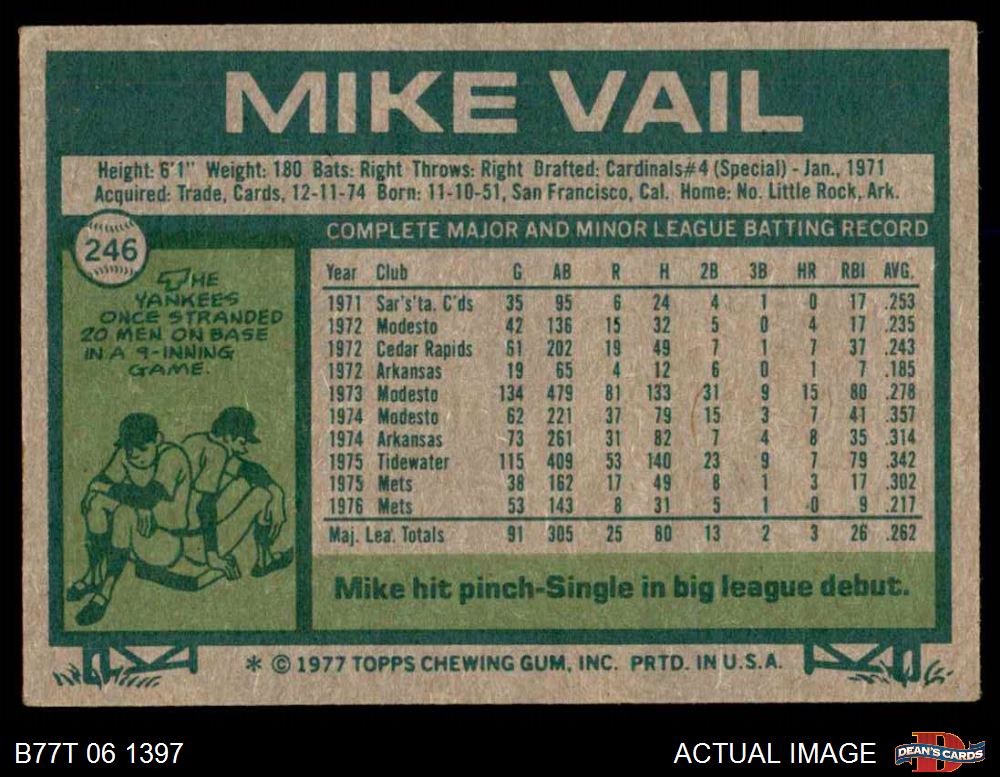 MIKE VAIL
Height: 6'1" Weight: 180 Bats: Right Throws: Right Drafted: Cardinals#4 (Special) - Jan., 1971
Acquired: Trade, Cards, 12-11-74 Born: 11-10-51, San Francisco, Cal. Home: No. Little Rock, Ark.
246
THE
YANKEES
ONCE STRANDED
20 MEN ON BASE
IN A 9-INNING
GAME.
COMPLETE MAJOR AND MINOR LEAGUE BATTING RECORD
Year Club G AB R H 2B 3B HR RBI AVG.
1971 Sar's'ta. C'ds 35 95 6 24 4 1 0 17 .253
1972 Modesto 42 136 15 32 5 0 4 17 .235
1972 Cedar Rapids 61 202 19 49 7 1 7 37 .243
1972 Arkansas 19 65 4 12 6 0 1 7 .185
1973 Modesto 134 479 81 133 31 9 15 80 .278
1974 Modesto 62 221 37 79 15 3 7 41 .357
1974 Arkansas 73 261 31 82 7 4 8 35 .314
1975 Tidewater 115 409 53 140 23 9 7 79 .342
1975 Mets 38 162 17 49 8 1 3 17 .302
1976 Mets 53 143 8 31 5 1 0 9 .217
Maj. Lea. Totals 91 305 25 80 13 2 3 26 .262
Mike hit pinch-Single in big league debut.
* © 1977 TOPPS CHEWING GUM, INC. PRTD. IN U.S.A.
B77T 06 1397
ACTUAL IMAGE
DEAN'S CARDS